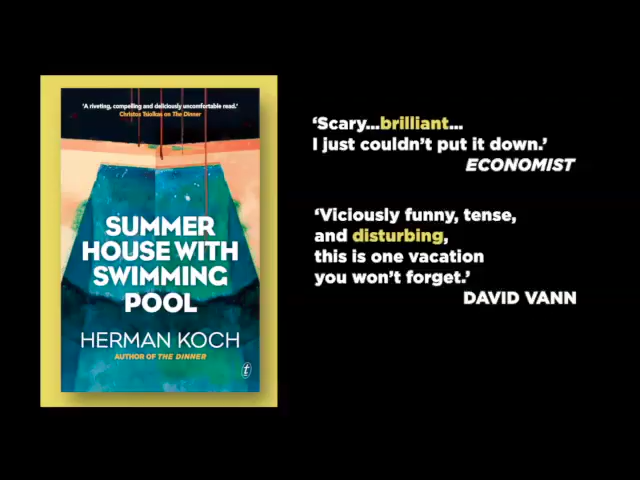 'A riveting, compelling and deliciously uncomfortable read.'
Christos Tsiolkas on The Dinner
SUMMER
HOUSE WITH
SWIMMING
POOL
HERMAN KOCH
AUTHOR OF THE DINNER
t
'Scary...brilliant...
I just couldn't put it down.'
ECONOMIST
'Viciously funny, tense,
and disturbing,
this is one vacation
you won't forget.'
DAVID VANN